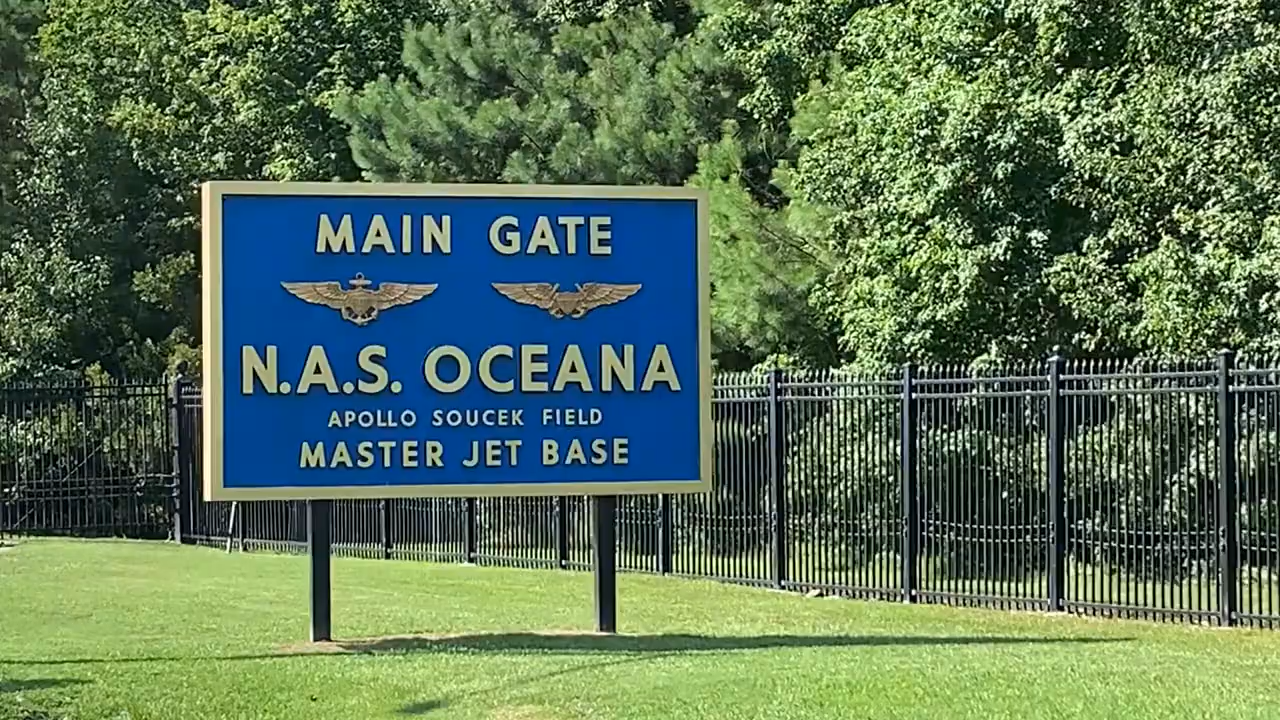 MAIN GATE
N.A.S. OCEANA
APOLLO SOUCEK FIELD
MASTER JET BASE